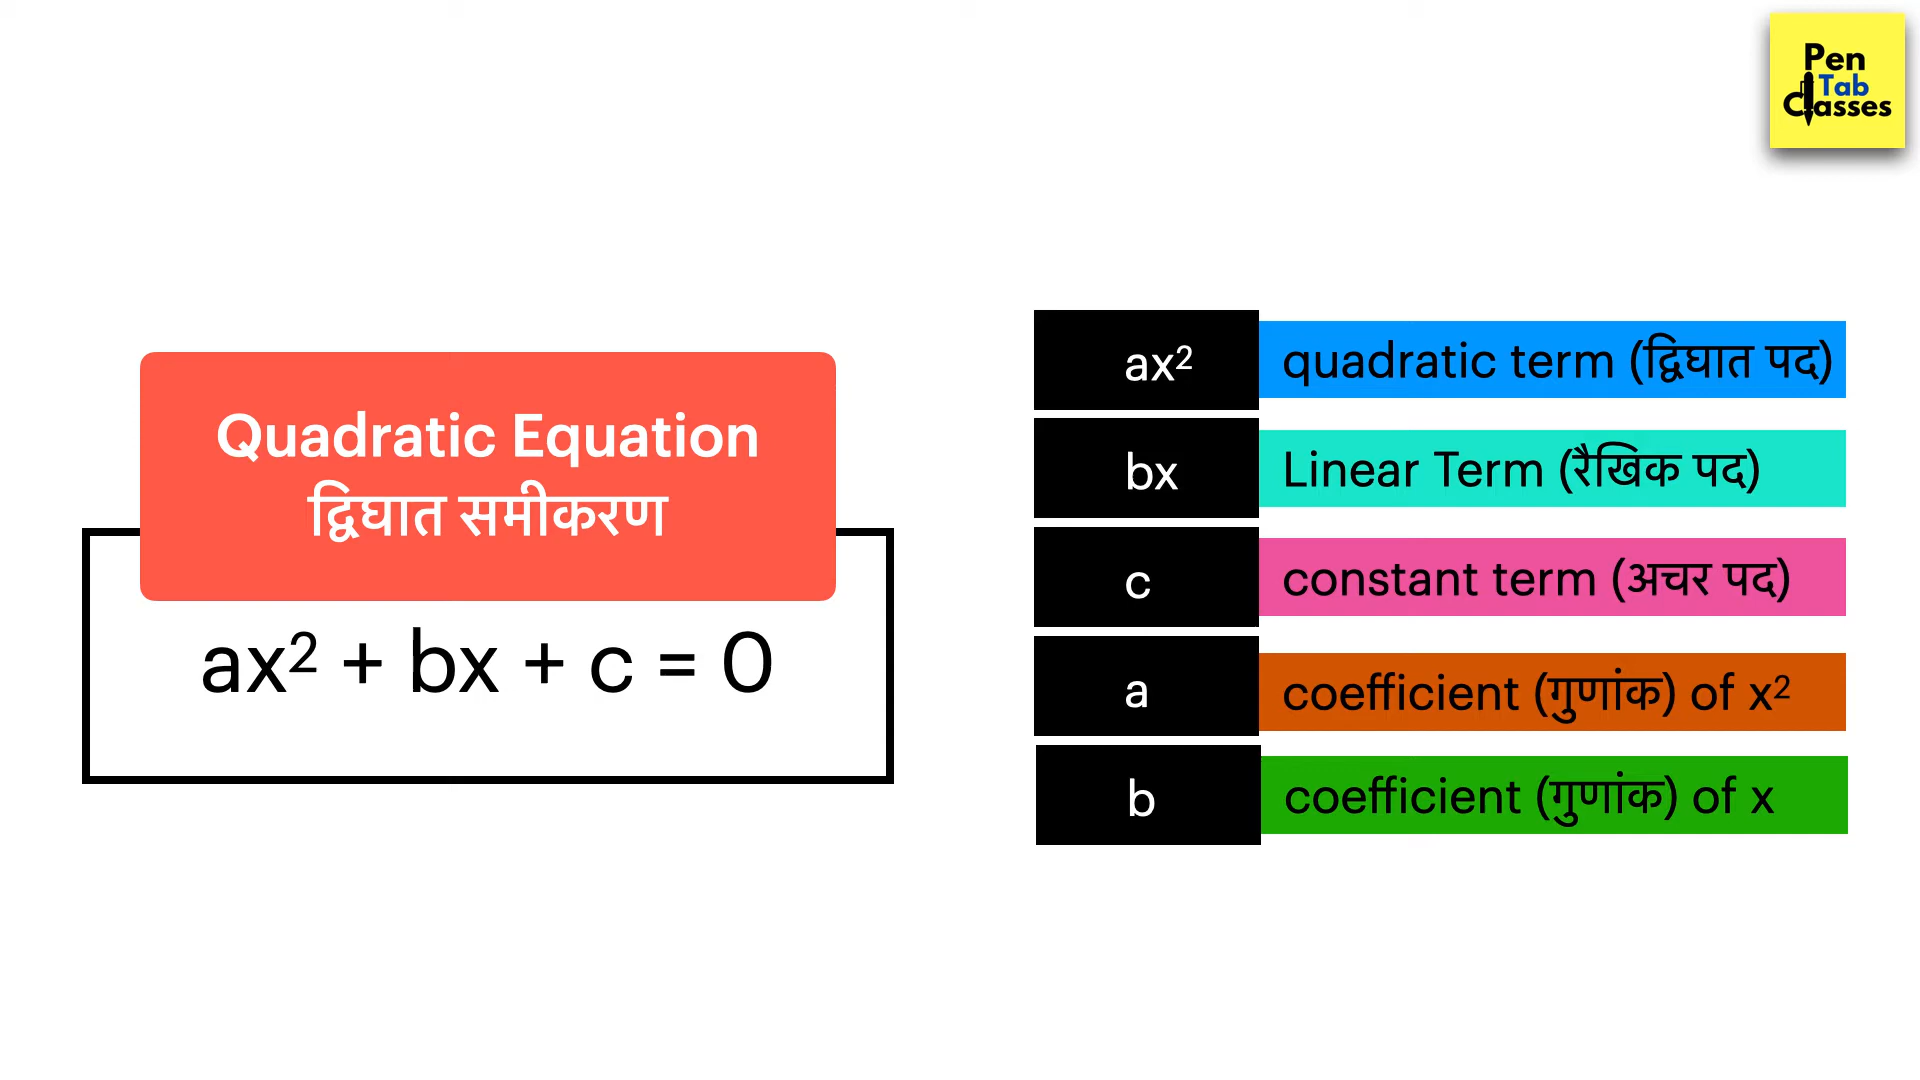 Pen
Tab
Classes
Quadratic Equation
द्विघात समीकरण
ax² + bx + c = 0
ax² quadratic term (द्विघात पद)
bx Linear Term (रैखिक पद)
c constant term (अचर पद)
a coefficient (गुणांक) of x²
b coefficient (गुणांक) of x